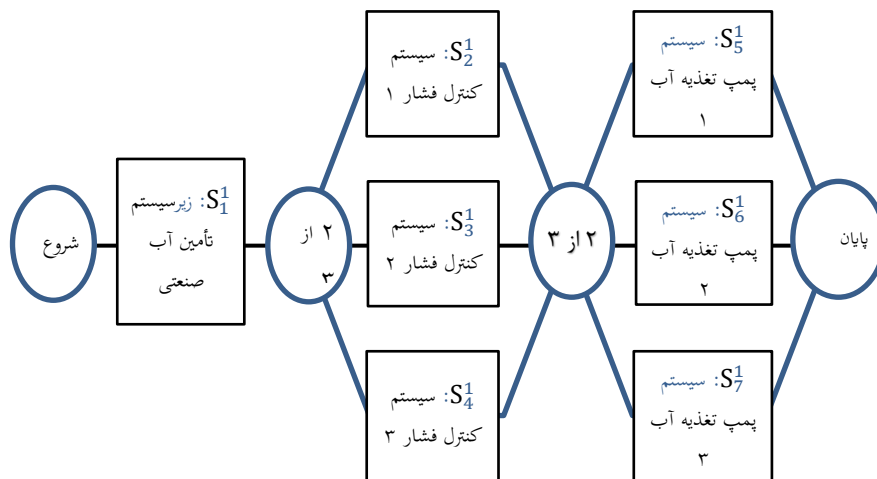 شروع
S₁¹: زیرسیستم
تأمین آب
صنعتی
۲ از
۳
S₂¹: سیستم
کنترل فشار ۱
S₃¹: سیستم
کنترل فشار ۲
S₄¹: سیستم
کنترل فشار ۳
۲ از ۳
S₅¹: سیستم
پمپ تغذیه آب
۱
S₆¹: سیستم
پمپ تغذیه آب
۲
S₇¹: سیستم
پمپ تغذیه آب
۳
پایان